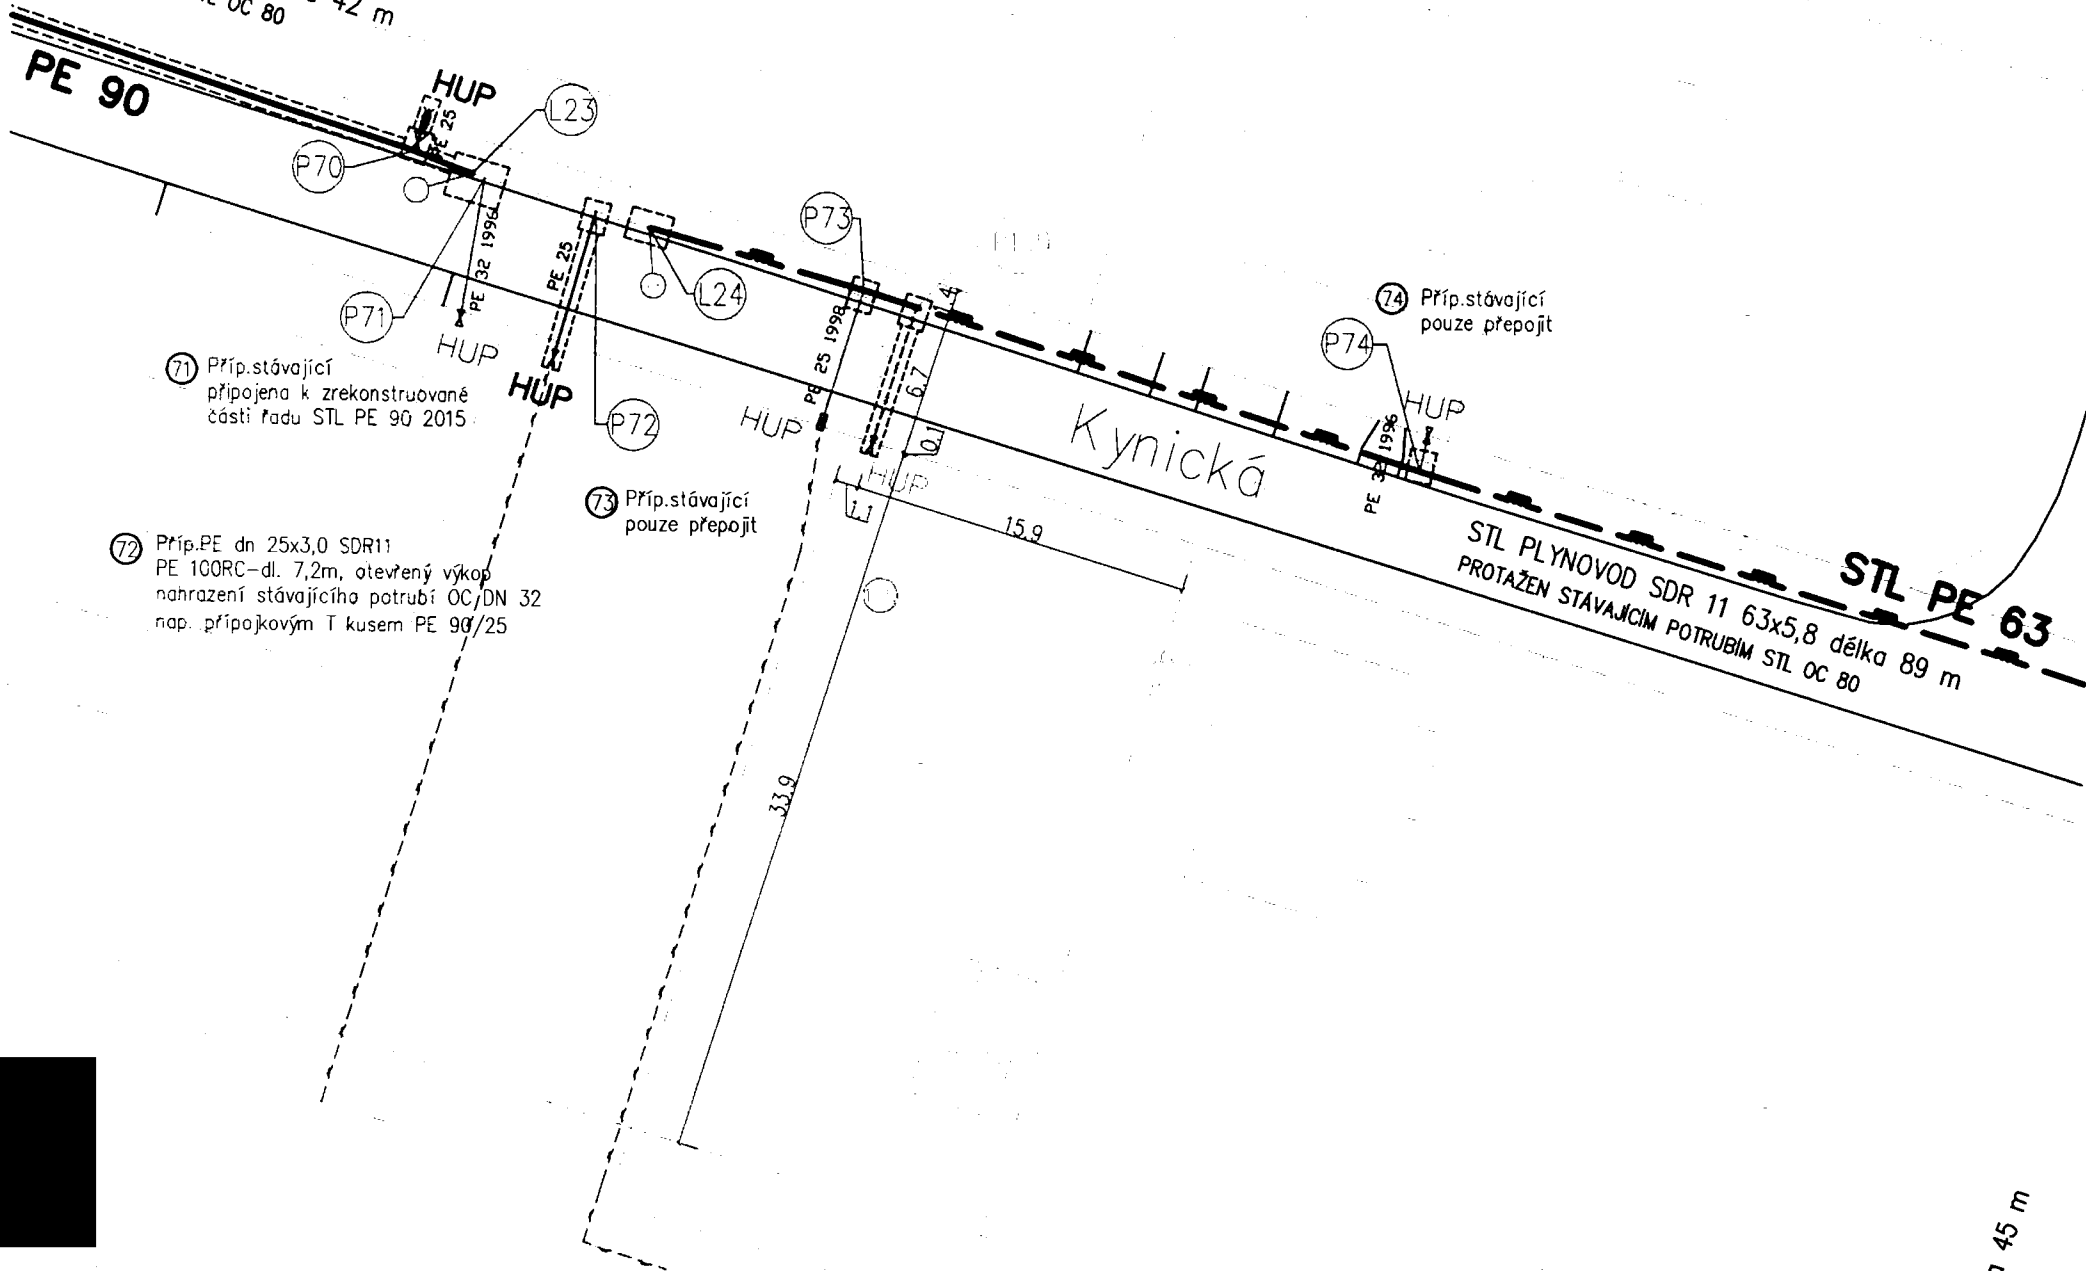 42 m
OC 80
PE 90
HUP
PE 25
L23
P70
PE 32 1996
P71
HUP
PE 25
HUP
P72
L24
P73
PE 25 1998
HUP
6,7
0,1
HUP
1,1
15,9
33,9
Kynická
71 Příp.stávající
připojena k zrekonstruované
části řadu STL PE 90 2015
72 Příp.PE dn 25x3,0 SDR11
PE 100RC-dl. 7,2m, otevřený výkop
nahrazení stávajícího potrubí OC/DN 32
nap. přípojkovým T kusem PE 90/25
73 Příp.stávající
pouze přepojit
74 Příp.stávající
pouze přepojit
P74
HUP
PE 32 1996
STL PLYNOVOD SDR 11 63x5,8 délka 89 m
PROTAŽEN STÁVAJÍCÍM POTRUBÍM STL OC 80
STL PE 63
45 m